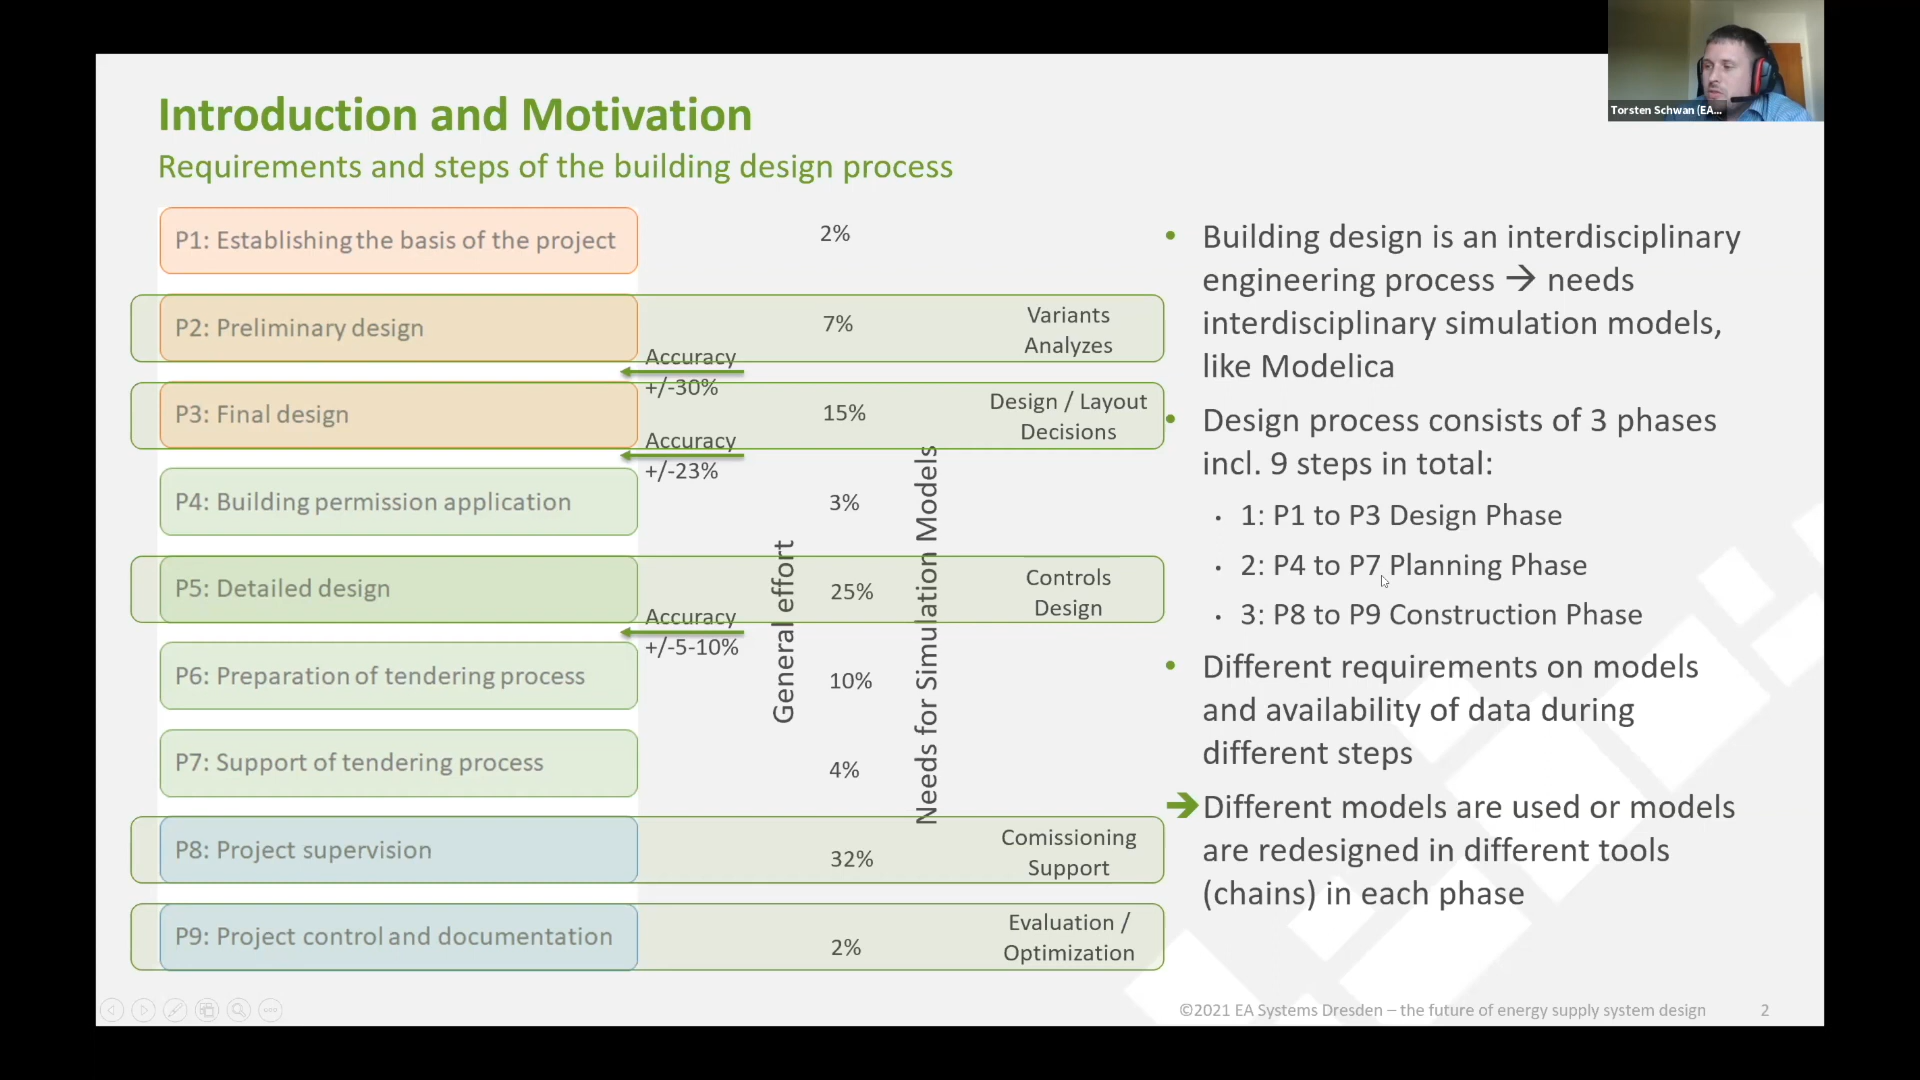 Torsten Schwan (EA...
Introduction and Motivation
Requirements and steps of the building design process
P1: Establishing the basis of the project
2%
P2: Preliminary design
7%
Variants
Analyzes
Accuracy
+/-30%
P3: Final design
15%
Design / Layout
Decisions
Accuracy
+/-23%
P4: Building permission application
3%
P5: Detailed design
25%
Controls
Design
Accuracy
+/-5-10%
General effort
Needs for Simulation Models
P6: Preparation of tendering process
10%
P7: Support of tendering process
4%
P8: Project supervision
32%
Comissioning
Support
P9: Project control and documentation
2%
Evaluation /
Optimization
• Building design is an interdisciplinary
engineering process → needs
interdisciplinary simulation models,
like Modelica
• Design process consists of 3 phases
incl. 9 steps in total:
• 1: P1 to P3 Design Phase
• 2: P4 to P7 Planning Phase
• 3: P8 to P9 Construction Phase
• Different requirements on models
and availability of data during
different steps
➔ Different models are used or models
are redesigned in different tools
(chains) in each phase
©2021 EA Systems Dresden – the future of energy supply system design
2